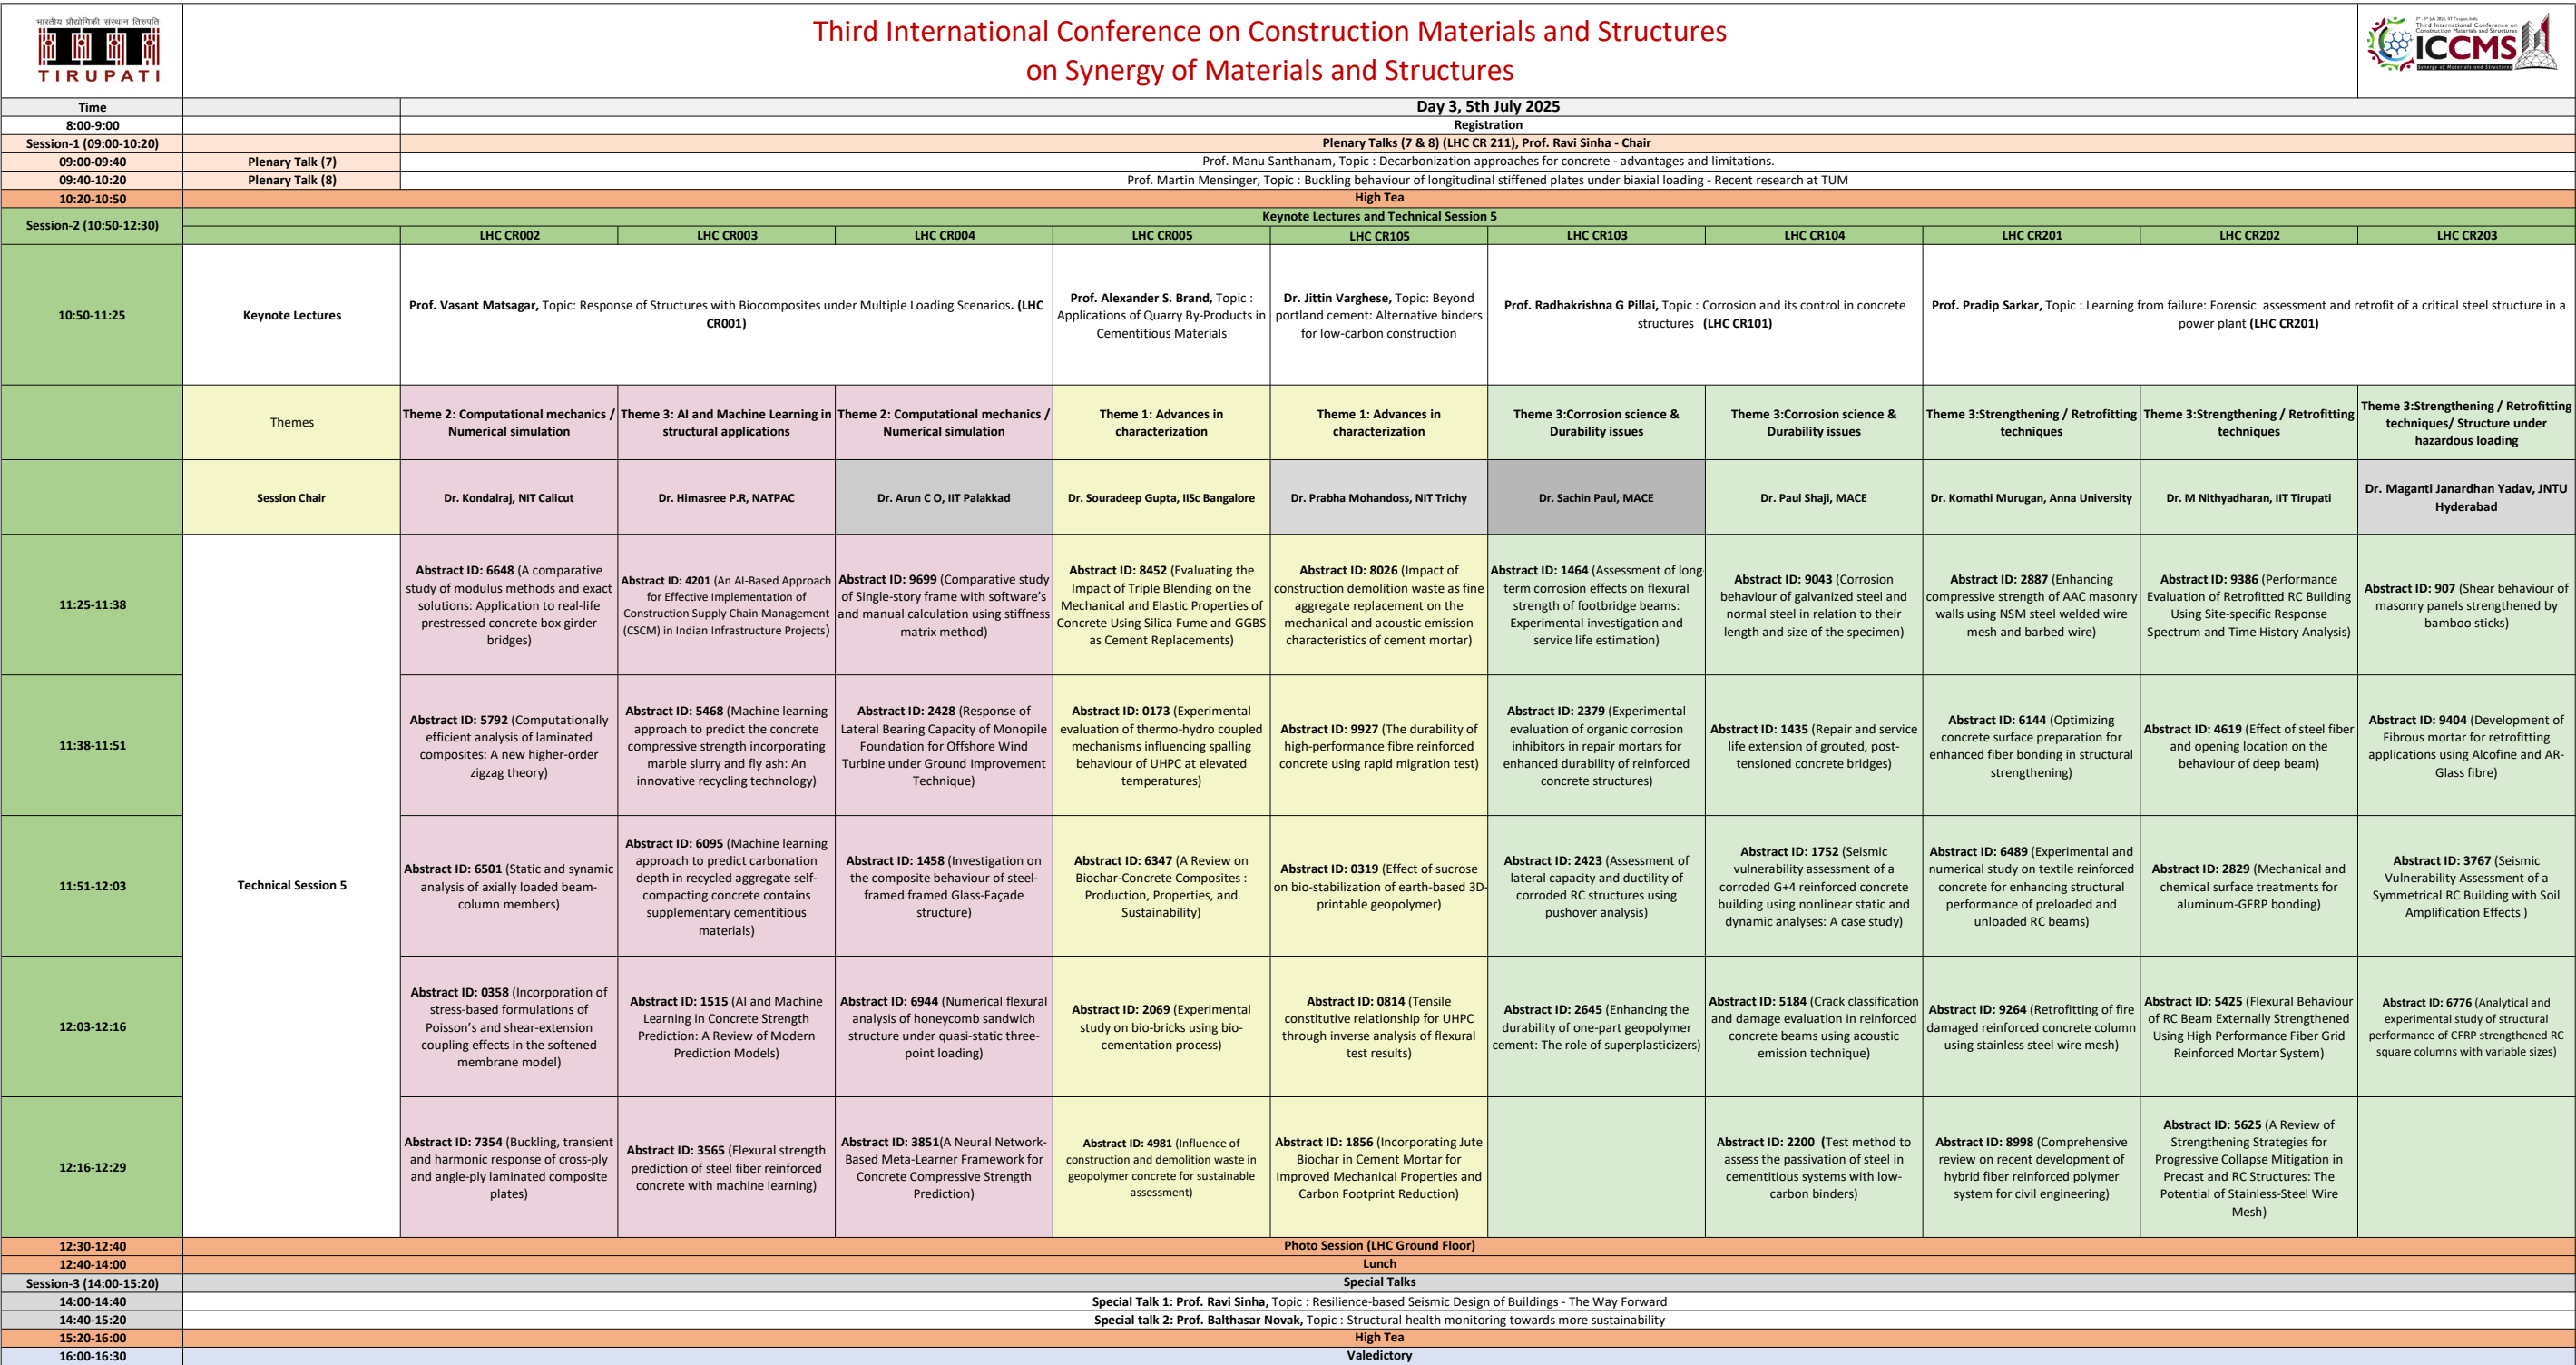 भारतीय प्रौद्योगिकी संस्थान तिरुपति
TIRUPATI
Third International Conference on Construction Materials and Structures
on Synergy of Materials and Structures
Third International Conference on
Construction Materials and Structures
ICCMS
Synergy of Materials and Structures
Time
Day 3, 5th July 2025
8:00-9:00
Registration
Session-1 (09:00-10:20)
Plenary Talks (7 & 8) (LHC CR 211), Prof. Ravi Sinha - Chair
09:00-09:40
Plenary Talk (7)
Prof. Manu Santhanam, Topic : Decarbonization approaches for concrete - advantages and limitations.
09:40-10:20
Plenary Talk (8)
Prof. Martin Mensinger, Topic : Buckling behaviour of longitudinal stiffened plates under biaxial loading - Recent research at TUM
10:20-10:50
High Tea
Session-2 (10:50-12:30)
Keynote Lectures and Technical Session 5
LHC CR002
LHC CR003
LHC CR004
LHC CR005
LHC CR105
LHC CR103
LHC CR104
LHC CR201
LHC CR202
LHC CR203
10:50-11:25
Keynote Lectures
Prof. Vasant Matsagar, Topic: Response of Structures with Biocomposites under Multiple Loading Scenarios. (LHC
CR001)
Prof. Alexander S. Brand, Topic :
Applications of Quarry By-Products in
Cementitious Materials
Dr. Jittin Varghese, Topic: Beyond
portland cement: Alternative binders
for low-carbon construction
Prof. Radhakrishna G Pillai, Topic : Corrosion and its control in concrete
structures (LHC CR101)
Prof. Pradip Sarkar, Topic : Learning from failure: Forensic assessment and retrofit of a critical steel structure in a
power plant (LHC CR201)
Themes
Theme 2: Computational mechanics /
Numerical simulation
Theme 3: AI and Machine Learning in
structural applications
Theme 2: Computational mechanics /
Numerical simulation
Theme 1: Advances in
characterization
Theme 1: Advances in
characterization
Theme 3:Corrosion science &
Durability issues
Theme 3:Corrosion science &
Durability issues
Theme 3:Strengthening / Retrofitting
techniques
Theme 3:Strengthening / Retrofitting
techniques
Theme 3:Strengthening / Retrofitting
techniques/ Structure under
hazardous loading
Session Chair
Dr. Kondalraj, NIT Calicut
Dr. Himasree P.R, NATPAC
Dr. Arun C O, IIT Palakkad
Dr. Souradeep Gupta, IISc Bangalore
Dr. Prabha Mohandoss, NIT Trichy
Dr. Sachin Paul, MACE
Dr. Paul Shaji, MACE
Dr. Komathi Murugan, Anna University
Dr. M Nithyadharan, IIT Tirupati
Dr. Maganti Janardhan Yadav, JNTU
Hyderabad
Technical Session 5
11:25-11:38
Abstract ID: 6648 (A comparative
study of modulus methods and exact
solutions: Application to real-life
prestressed concrete box girder
bridges)
Abstract ID: 4201 (An AI-Based Approach
for Effective Implementation of
Construction Supply Chain Management
(CSCM) in Indian Infrastructure Projects)
Abstract ID: 9699 (Comparative study
of Single-story frame with software's
and manual calculation using stiffness
matrix method)
Abstract ID: 8452 (Evaluating the
Impact of Triple Blending on the
Mechanical and Elastic Properties of
Concrete Using Silica Fume and GGBS
as Cement Replacements)
Abstract ID: 8026 (Impact of
construction demolition waste as fine
aggregate replacement on the
mechanical and acoustic emission
characteristics of cement mortar)
Abstract ID: 1464 (Assessment of long-
term corrosion effects on flexural
strength of footbridge beams:
Experimental investigation and
service life estimation)
Abstract ID: 9043 (Corrosion
behaviour of galvanized steel and
normal steel in relation to their
length and size of the specimen)
Abstract ID: 2887 (Enhancing
compressive strength of AAC masonry
walls using NSM steel welded wire
mesh and barbed wire)
Abstract ID: 9386 (Performance
Evaluation of Retrofitted RC Building
Using Site-specific Response
Spectrum and Time History Analysis)
Abstract ID: 907 (Shear behaviour of
masonry panels strengthened by
bamboo sticks)
11:38-11:51
Abstract ID: 5792 (Computationally
efficient analysis of laminated
composites: A new higher-order
zigzag theory)
Abstract ID: 5468 (Machine learning
approach to predict the concrete
compressive strength incorporating
marble slurry and fly ash: An
innovative recycling technology)
Abstract ID: 2428 (Response of
Lateral Bearing Capacity of Monopile
Foundation for Offshore Wind
Turbine under Ground Improvement
Technique)
Abstract ID: 0173 (Experimental
evaluation of thermo-hydro coupled
mechanisms influencing spalling
behaviour of UHPC at elevated
temperatures)
Abstract ID: 9927 (The durability of
high-performance fibre reinforced
concrete using rapid migration test)
Abstract ID: 2379 (Experimental
evaluation of organic corrosion
inhibitors in repair mortars for
enhanced durability of reinforced
concrete structures)
Abstract ID: 1435 (Repair and service
life extension of grouted, post-
tensioned concrete bridges)
Abstract ID: 6144 (Optimizing
concrete surface preparation for
enhanced fiber bonding in structural
strengthening)
Abstract ID: 4619 (Effect of steel fiber
and opening location on the
behaviour of deep beam)
Abstract ID: 9404 (Development of
Fibrous mortar for retrofitting
applications using Alcofine and AR-
Glass fibre)
11:51-12:03
Abstract ID: 6501 (Static and synamic
analysis of axially loaded beam-
column members)
Abstract ID: 6095 (Machine learning
approach to predict carbonation
depth in recycled aggregate self-
compacting concrete contains
supplementary cementitious
materials)
Abstract ID: 1458 (Investigation on
the composite behaviour of steel-
framed framed Glass-Façade
structure)
Abstract ID: 6347 (A Review on
Biochar-Concrete Composites :
Production, Properties, and
Sustainability)
Abstract ID: 0319 (Effect of sucrose
on bio-stabilization of earth-based 3D-
printable geopolymer)
Abstract ID: 2423 (Assessment of
lateral capacity and ductility of
corroded RC structures using
pushover analysis)
Abstract ID: 1752 (Seismic
vulnerability assessment of a
corroded G+4 reinforced concrete
building using nonlinear static and
dynamic analyses: A case study)
Abstract ID: 6489 (Experimental and
numerical study on textile reinforced
concrete for enhancing structural
performance of preloaded and
unloaded RC beams)
Abstract ID: 2829 (Mechanical and
chemical surface treatments for
aluminum-GFRP bonding)
Abstract ID: 3767 (Seismic
Vulnerability Assessment of a
Symmetrical RC Building with Soil
Amplification Effects )
12:03-12:16
Abstract ID: 0358 (Incorporation of
stress-based formulations of
Poisson's and shear-extension
coupling effects in the softened
membrane model)
Abstract ID: 1515 (AI and Machine
Learning in Concrete Strength
Prediction: A Review of Modern
Prediction Models)
Abstract ID: 6944 (Numerical flexural
analysis of honeycomb sandwich
structure under quasi-static three-
point loading)
Abstract ID: 2069 (Experimental
study on bio-bricks using bio-
cementation process)
Abstract ID: 0814 (Tensile
constitutive relationship for UHPC
through inverse analysis of flexural
test results)
Abstract ID: 2645 (Enhancing the
durability of one-part geopolymer
cement: The role of superplasticizers)
Abstract ID: 5184 (Crack classification
and damage evaluation in reinforced
concrete beams using acoustic
emission technique)
Abstract ID: 9264 (Retrofitting of fire
damaged reinforced concrete column
using stainless steel wire mesh)
Abstract ID: 5425 (Flexural Behaviour
of RC Beam Externally Strengthened
Using High Performance Fiber Grid
Reinforced Mortar System)
Abstract ID: 6776 (Analytical and
experimental study of structural
performance of CFRP strengthened RC
square columns with variable sizes)
12:16-12:29
Abstract ID: 7354 (Buckling, transient
and harmonic response of cross-ply
and angle-ply laminated composite
plates)
Abstract ID: 3565 (Flexural strength
prediction of steel fiber reinforced
concrete with machine learning)
Abstract ID: 3851(A Neural Network-
Based Meta-Learner Framework for
Concrete Compressive Strength
Prediction)
Abstract ID: 4981 (Influence of
construction and demolition waste in
geopolymer concrete for sustainable
assessment)
Abstract ID: 1856 (Incorporating Jute
Biochar in Cement Mortar for
Improved Mechanical Properties and
Carbon Footprint Reduction)
Abstract ID: 2200 (Test method to
assess the passivation of steel in
cementitious systems with low-
carbon binders)
Abstract ID: 8998 (Comprehensive
review on recent development of
hybrid fiber reinforced polymer
system for civil engineering)
Abstract ID: 5625 (A Review of
Strengthening Strategies for
Progressive Collapse Mitigation in
Precast and RC Structures: The
Potential of Stainless-Steel Wire
Mesh)
12:30-12:40
Photo Session (LHC Ground Floor)
12:40-14:00
Lunch
Session-3 (14:00-15:20)
Special Talks
14:00-14:40
Special Talk 1: Prof. Ravi Sinha, Topic : Resilience-based Seismic Design of Buildings - The Way Forward
14:40-15:20
Special talk 2: Prof. Balthasar Novak, Topic : Structural health monitoring towards more sustainability
15:20-16:00
High Tea
16:00-16:30
Valedictory